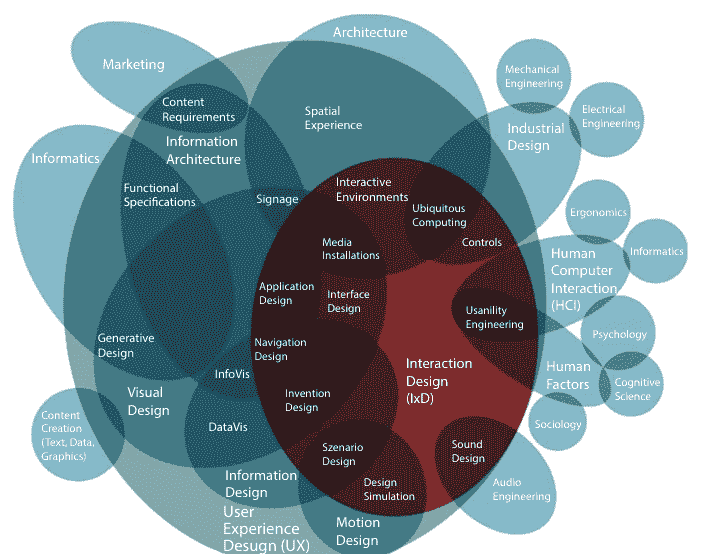 Architecture
Marketing
Mechanical
Engineering
Content
Requirements
Spatial
Experience
Electrical
Engineering
Industrial
Design
Information
Architecture
Informatics
Functional
Specifications
Signage
Interactive
Environments
Ubiquitous
Computing
Ergonomics
Controls
Media
Installations
Informatics
Human
Computer
Interaction
(HCI)
Application
Design
Interface
Design
Usanility
Engineering
Psychology
Generative
Design
Navigation
Design
InfoVis
Interaction
Design
(IxD)
Human
Factors
Cognitive
Science
Visual
Design
Invention
Design
Content
Creation
(Text, Data,
Graphics)
DataVis
Sociology
Szenario
Design
Sound
Design
Information
Design
Design
Simulation
Audio
Engineering
User
Experience
Desugn (UX)
Motion
Design